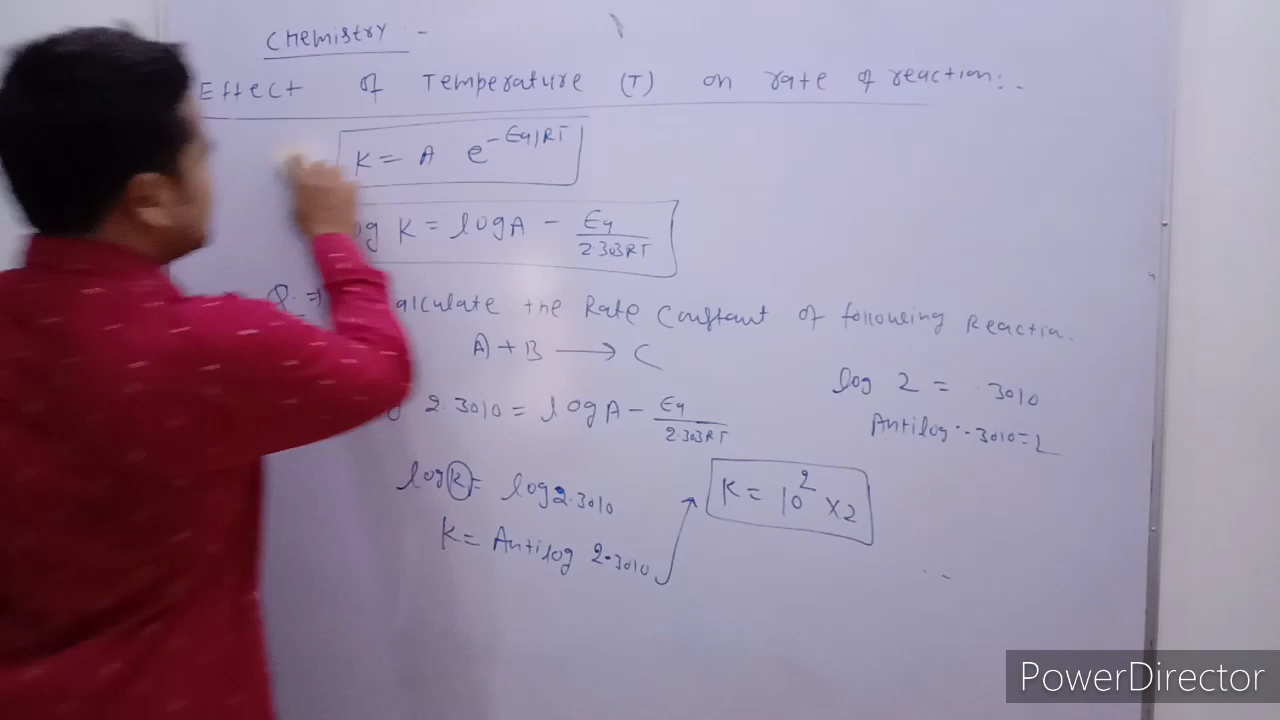 Chemistry -
Effect of Temperature (T) on rate of reaction:-
K = A e^-Ea/RT
og K = log A - Ea/2.303RT
Q. => alculate the Rate Constant of following Reaction.
A + B → C
2.3010 = log A - Ea/2.303RT
log K = log 2.3010
K = Antilog 2.3010
K = 10^2 x 2
log 2 = .3010
Antilog .3010 = 2
PowerDirector